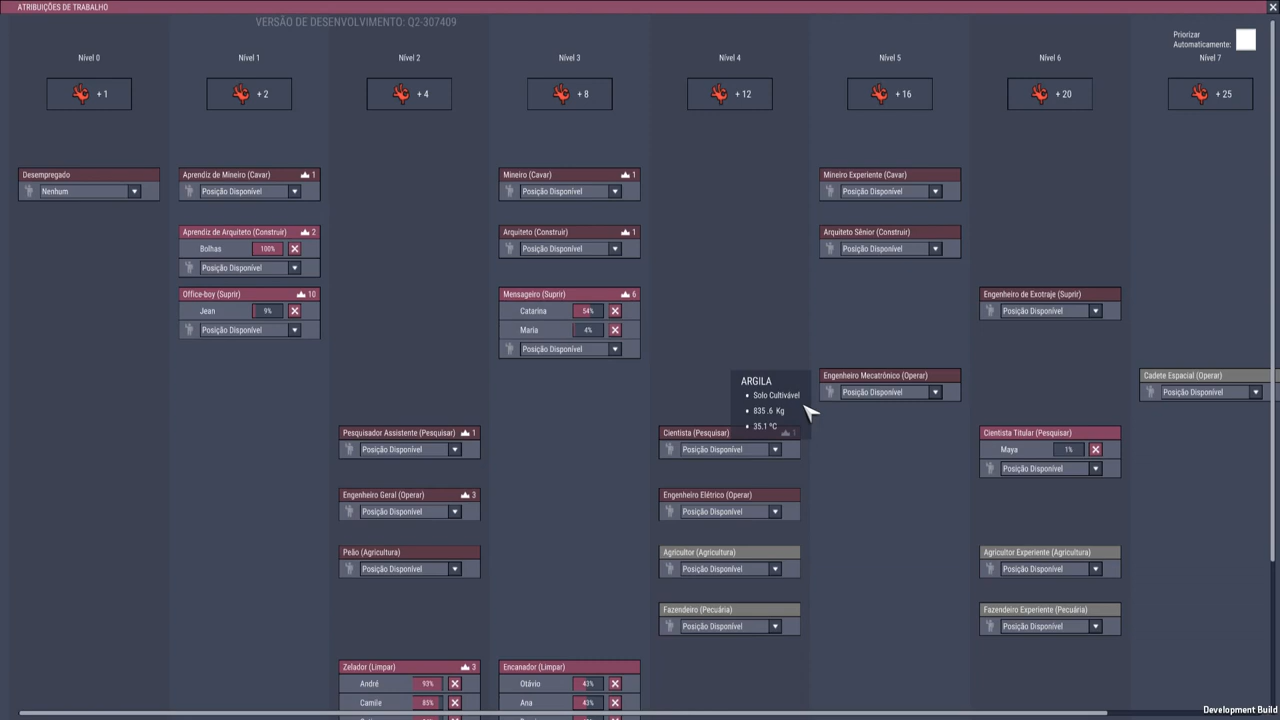 ATRIBUIÇÕES DE TRABALHO
VERSÃO DE DESENVOLVIMENTO: Q2-307409
Priorizar
Automaticamente:
Nível 0
Nível 1
Nível 2
Nível 3
Nível 4
Nível 5
Nível 6
Nível 7
+ 1
+ 2
+ 4
+ 8
+ 12
+ 16
+ 20
+ 25
Desempregado
Nenhum
Aprendiz de Mineiro (Cavar) 1
Posição Disponível
Mineiro (Cavar) 1
Posição Disponível
Mineiro Experiente (Cavar)
Posição Disponível
Aprendiz de Arquiteto (Construir) 2
Bolhas 100%
Posição Disponível
Arquiteto (Construir) 1
Posição Disponível
Arquiteto Sênior (Construir)
Posição Disponível
Office-boy (Suprir) 10
Jean 9%
Posição Disponível
Mensageiro (Suprir) 6
Catarina 54%
Maria 4%
Posição Disponível
Engenheiro de Exotraje (Suprir)
Posição Disponível
ARGILA
Solo Cultivável
835 .6 Kg
35.1 ºC
Engenheiro Mecatrônico (Operar)
Posição Disponível
Cadete Espacial (Operar)
Posição Disponível
Pesquisador Assistente (Pesquisar) 1
Posição Disponível
Cientista (Pesquisar) 1
Posição Disponível
Cientista Titular (Pesquisar)
Maya 1%
Posição Disponível
Engenheiro Geral (Operar) 3
Posição Disponível
Engenheiro Elétrico (Operar)
Posição Disponível
Peão (Agricultura)
Posição Disponível
Agricultor (Agricultura)
Posição Disponível
Agricultor Experiente (Agricultura)
Posição Disponível
Fazendeiro (Pecuária)
Posição Disponível
Fazendeiro Experiente (Pecuária)
Posição Disponível
Zelador (Limpar) 3
André 93%
Camile 85%
Encanador (Limpar)
Otávio 43%
Ana 43%
Development Build